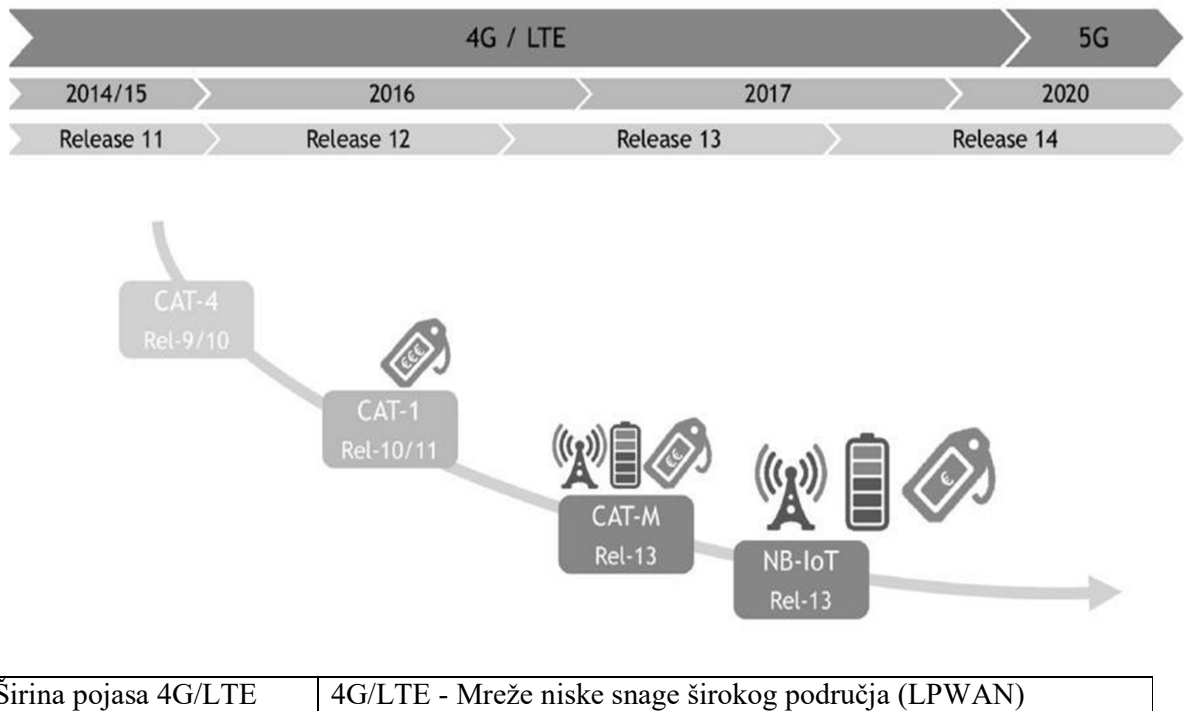 4G / LTE 5G
2014/15 2016 2017 2020
Release 11 Release 12 Release 13 Release 14
CAT-4
Rel-9/10
€€€
CAT-1
Rel-10/11
€€
CAT-M
Rel-13
€
NB-IoT
Rel-13
Širina pojasa 4G/LTE 4G/LTE - Mreže niske snage širokog područja (LPWAN)